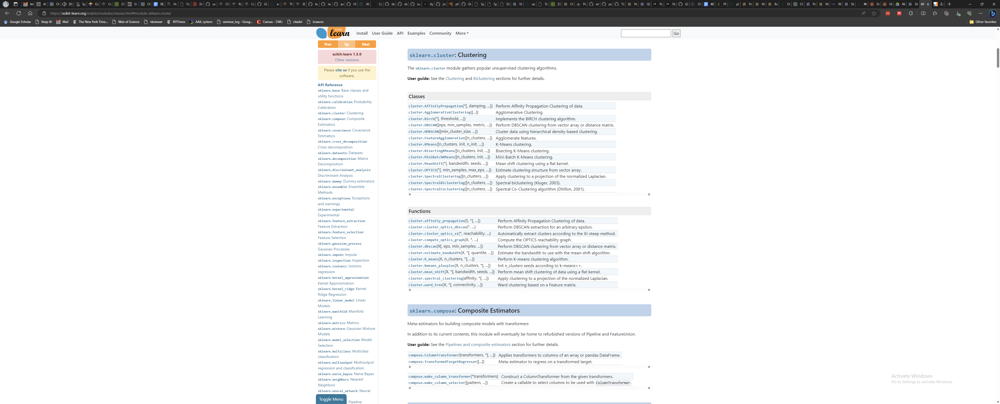 (1)
https://scikit-learn.org/stable/modules/classes.html#module-sklearn.cluster
Google Scholar
Keep It!
Mail
The New York Time...
Web of Science
nbviewer
NYTimes
AAIL system
seminar_log - Goog...
Canvas - CMU
citadel
braavos
Other favorites
scikit
learn
Install User Guide API Examples Community More
Go
Prev Up Next
scikit-learn 1.3.0
Other versions
Please cite us if you use the
software.
API Reference
sklearn.base: Base classes and
utility functions
sklearn.calibration: Probability
Calibration
sklearn.cluster: Clustering
sklearn.compose: Composite
Estimators
sklearn.covariance: Covariance
Estimators
sklearn.cross_decomposition:
Cross decomposition
sklearn.datasets: Datasets
sklearn.decomposition: Matrix
Decomposition
sklearn.discriminant_analysis:
Discriminant Analysis
sklearn.dummy: Dummy estimators
sklearn.ensemble: Ensemble
Methods
sklearn.exceptions: Exceptions
and warnings
sklearn.experimental:
Experimental
sklearn.feature_extraction:
Feature Extraction
sklearn.feature_selection:
Feature Selection
sklearn.gaussian_process:
Gaussian Processes
sklearn.impute: Impute
sklearn.inspection: Inspection
sklearn.isotonic: Isotonic
regression
sklearn.kernel_approximation:
Kernel Approximation
sklearn.kernel_ridge: Kernel
Ridge Regression
sklearn.linear_model: Linear
Models
sklearn.manifold: Manifold
Learning
sklearn.metrics: Metrics
sklearn.mixture: Gaussian Mixture
Models
sklearn.model_selection: Model
Selection
sklearn.multiclass: Multiclass
classification
sklearn.multioutput: Multioutput
regression and classification
sklearn.naive_bayes: Naive Bayes
sklearn.neighbors: Nearest
Neighbors
sklearn.neural_network: Neural
: Pipeline
Toggle Menu
sklearn.cluster: Clustering
The sklearn.cluster module gathers popular unsupervised clustering algorithms.
User guide: See the Clustering and Biclustering sections for further details.
Classes
cluster.AffinityPropagation(*[, damping, ...]) Perform Affinity Propagation Clustering of data.
cluster.AgglomerativeClustering([...]) Agglomerative Clustering.
cluster.Birch(*[, threshold, ...]) Implements the BIRCH clustering algorithm.
cluster.DBSCAN([eps, min_samples, metric, ...]) Perform DBSCAN clustering from vector array or distance matrix.
cluster.HDBSCAN([min_cluster_size, ...]) Cluster data using hierarchical density-based clustering.
cluster.FeatureAgglomeration([n_clusters, ...]) Agglomerate features.
cluster.KMeans([n_clusters, init, n_init, ...]) K-Means clustering.
cluster.BisectingKMeans([n_clusters, init, ...]) Bisecting K-Means clustering.
cluster.MiniBatchKMeans([n_clusters, init, ...]) Mini-Batch K-Means clustering.
cluster.MeanShift(*[, bandwidth, seeds, ...]) Mean shift clustering using a flat kernel.
cluster.OPTICS(*[, min_samples, max_eps, ...]) Estimate clustering structure from vector array.
cluster.SpectralClustering([n_clusters, ...]) Apply clustering to a projection of the normalized Laplacian.
cluster.SpectralBiclustering([n_clusters, ...]) Spectral biclustering (Kluger, 2003).
cluster.SpectralCoclustering([n_clusters, ...]) Spectral Co-Clustering algorithm (Dhillon, 2001).
Functions
cluster.affinity_propagation(S, *[, ...]) Perform Affinity Propagation Clustering of data.
cluster.cluster_optics_dbscan(*, ...) Perform DBSCAN extraction for an arbitrary epsilon.
cluster.cluster_optics_xi(*, reachability, ...) Automatically extract clusters according to the Xi-steep method.
cluster.compute_optics_graph(X, *, ...) Compute the OPTICS reachability graph.
cluster.dbscan(X[, eps, min_samples, ...]) Perform DBSCAN clustering from vector array or distance matrix.
cluster.estimate_bandwidth(X, *[, quantile, ...]) Estimate the bandwidth to use with the mean-shift algorithm.
cluster.k_means(X, n_clusters, *[, ...]) Perform K-means clustering algorithm.
cluster.kmeans_plusplus(X, n_clusters, *[, ...]) Init n_clusters seeds according to k-means++.
cluster.mean_shift(X, *[, bandwidth, seeds, ...]) Perform mean shift clustering of data using a flat kernel.
cluster.spectral_clustering(affinity, *[, ...]) Apply clustering to a projection of the normalized Laplacian.
cluster.ward_tree(X, *[, connectivity, ...]) Ward clustering based on a Feature matrix.
sklearn.compose: Composite Estimators
Meta-estimators for building composite models with transformers
In addition to its current contents, this module will eventually be home to refurbished versions of Pipeline and FeatureUnion.
User guide: See the Pipelines and composite estimators section for further details.
compose.ColumnTransformer(transformers, *[, ...]) Applies transformers to columns of an array or pandas DataFrame.
compose.TransformedTargetRegressor([...]) Meta-estimator to regress on a transformed target.
compose.make_column_transformer(*transformers) Construct a ColumnTransformer from the given transformers.
compose.make_column_selector([pattern, ...]) Create a callable to select columns to be used with ColumnTransformer.
Activate Windows
Go to Settings to activate Windows.